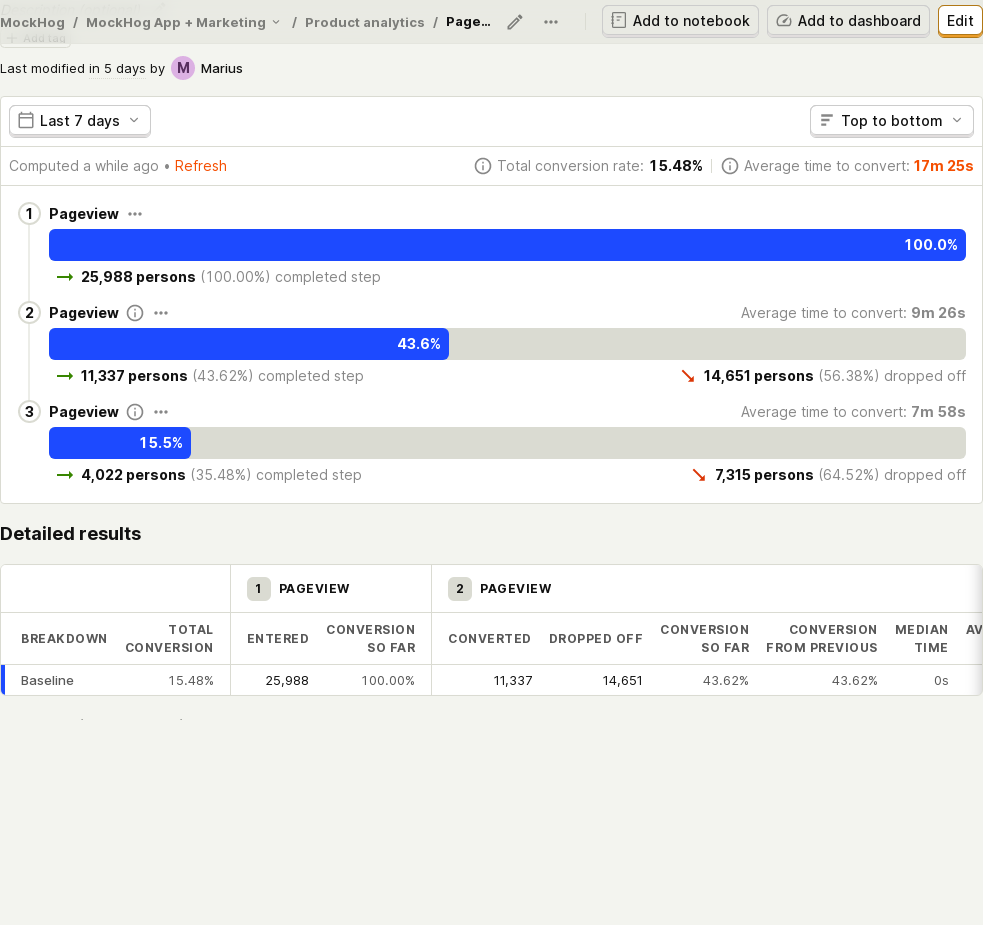 MockHog / MockHog App + Marketing / Product analytics / Page...
Add to notebook
Add to dashboard
Edit
Add tag
Last modified in 5 days by M Marius
Last 7 days
Top to bottom
Computed a while ago • Refresh
Total conversion rate: 15.48%
Average time to convert: 17m 25s
1 Pageview
100.0%
25,988 persons (100.00%) completed step
2 Pageview
Average time to convert: 9m 26s
43.6%
11,337 persons (43.62%) completed step
14,651 persons (56.38%) dropped off
3 Pageview
Average time to convert: 7m 58s
15.5%
4,022 persons (35.48%) completed step
7,315 persons (64.52%) dropped off
Detailed results
1 PAGEVIEW
2 PAGEVIEW
BREAKDOWN
TOTAL
CONVERSION
ENTERED
CONVERSION
SO FAR
CONVERTED
DROPPED OFF
CONVERSION
SO FAR
CONVERSION
FROM PREVIOUS
MEDIAN
TIME
AV
Baseline 15.48% 25,988 100.00% 11,337 14,651 43.62% 43.62% 0s